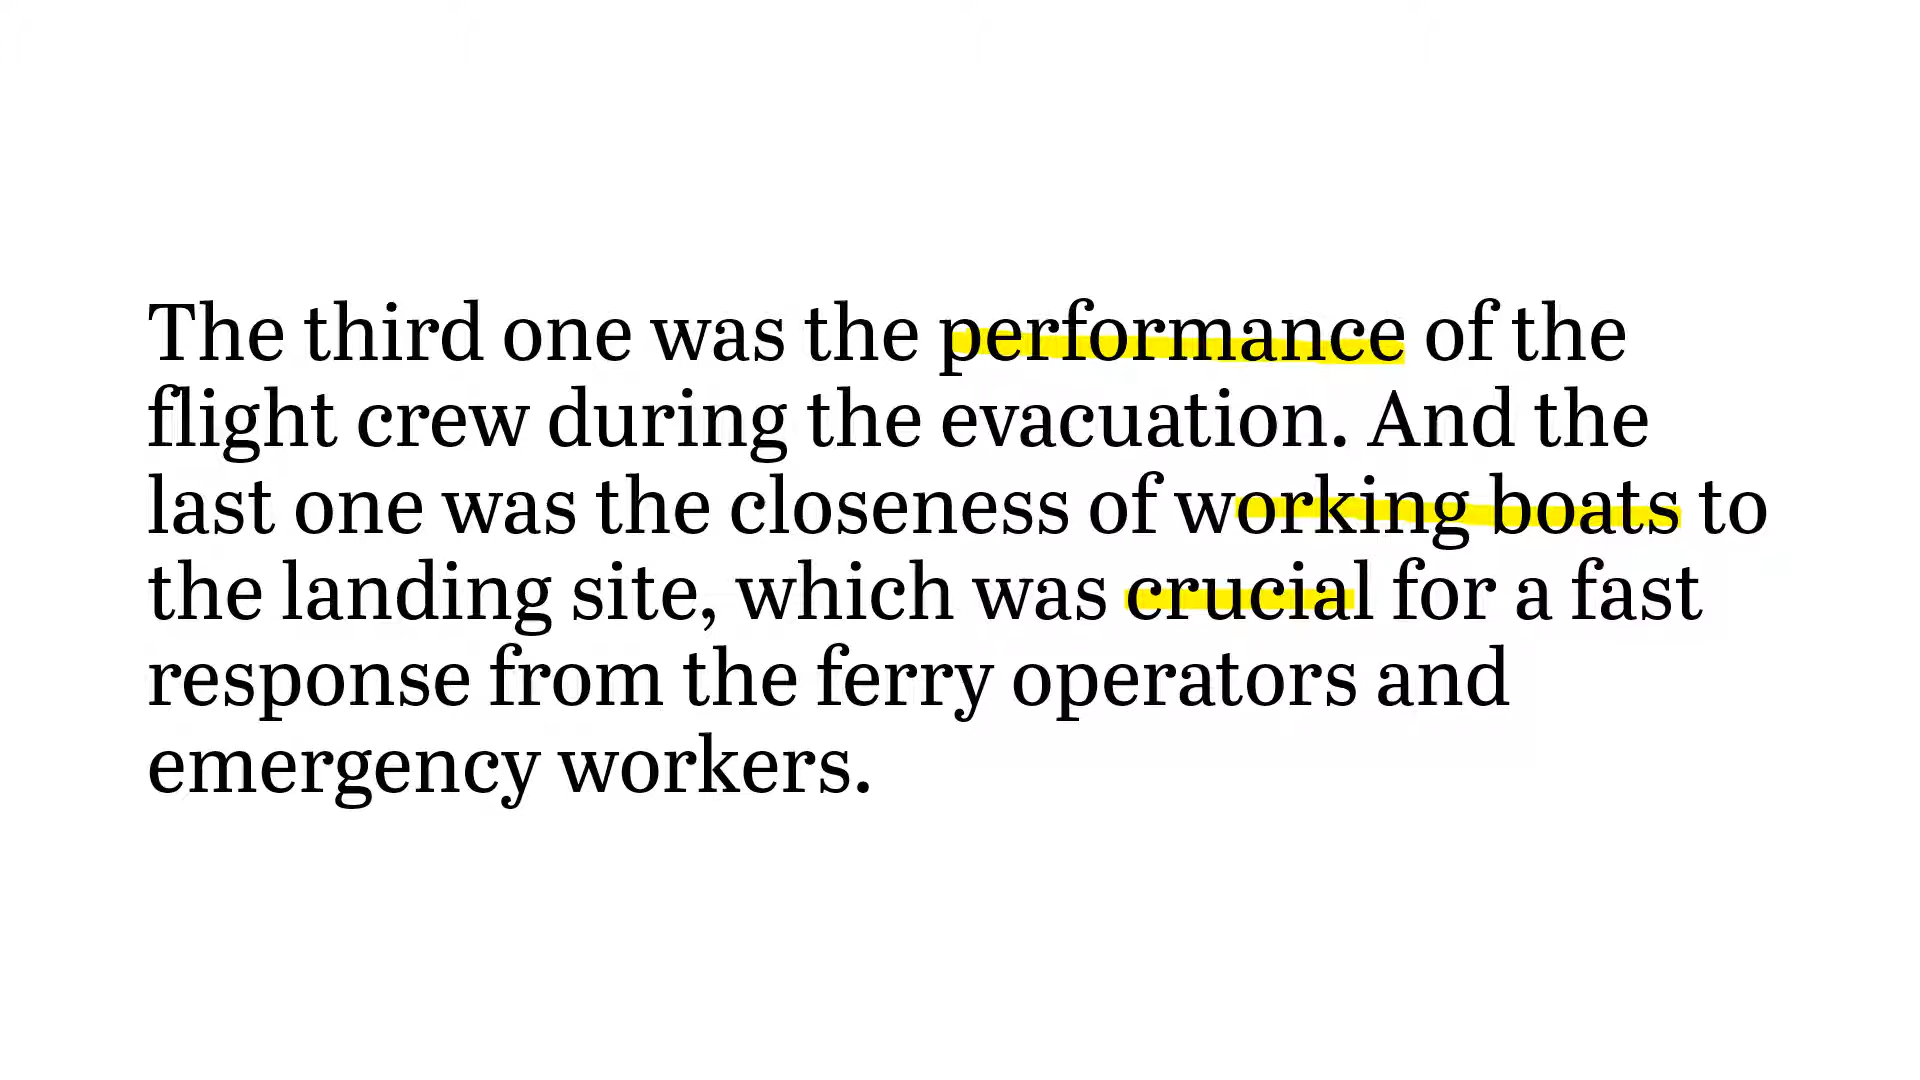 The third one was the performance of the
flight crew during the evacuation. And the
last one was the closeness of working boats to
the landing site, which was crucial for a fast
response from the ferry operators and
emergency workers.